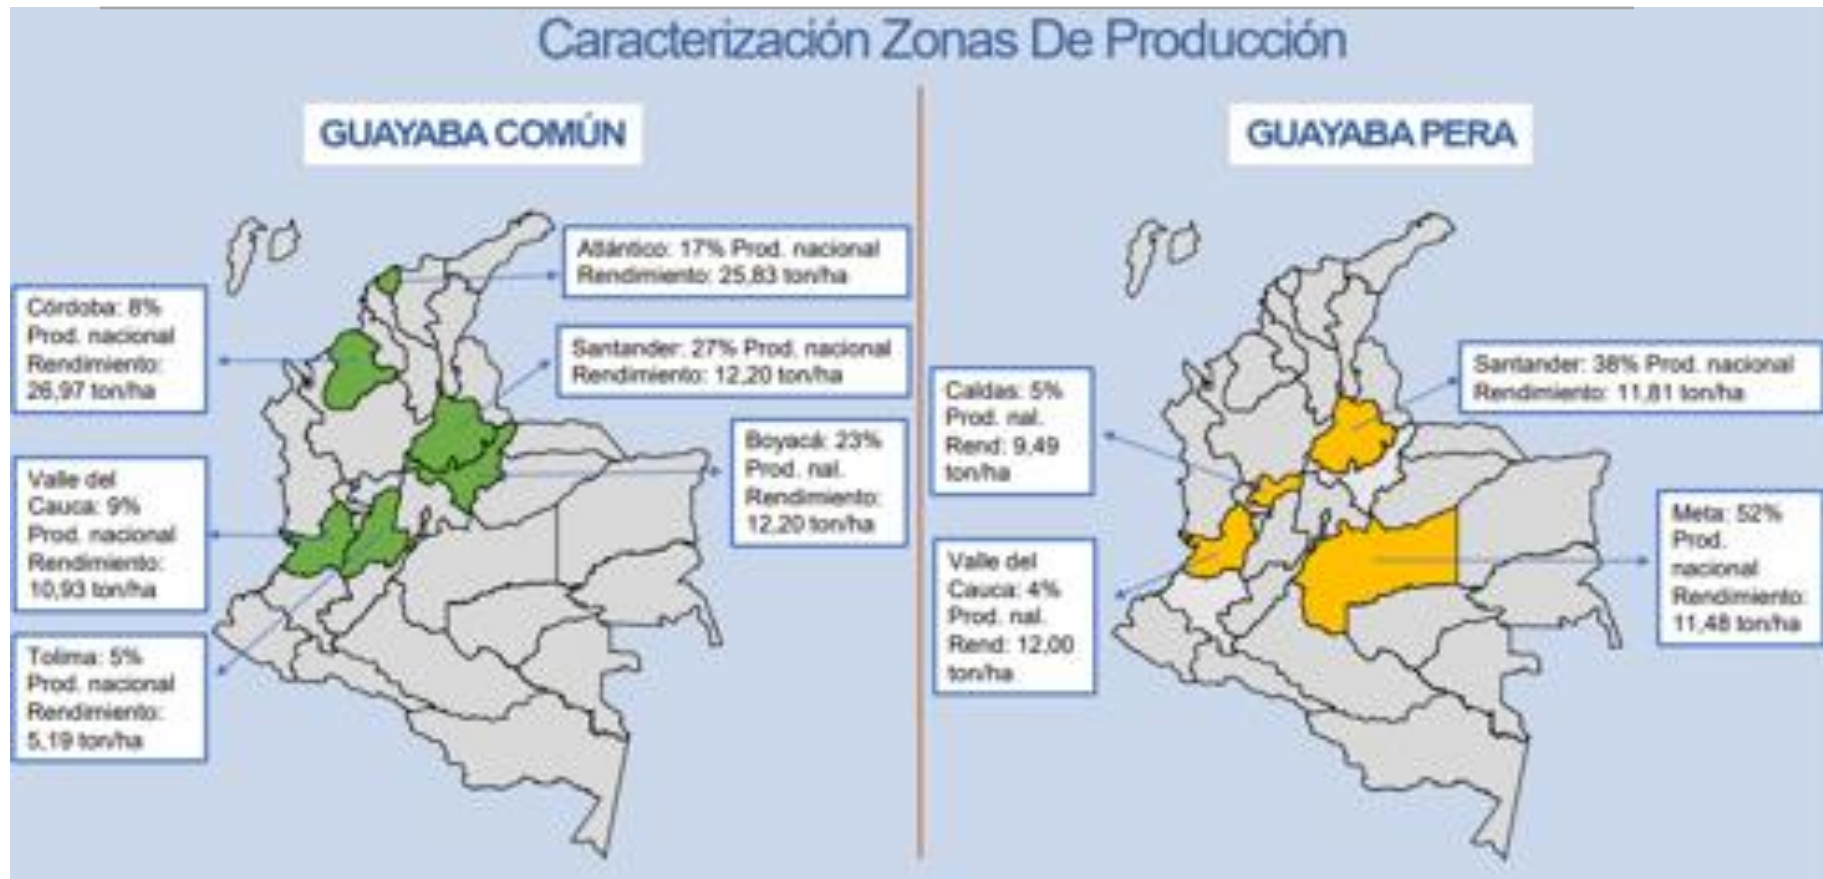 Caracterización Zonas De Producción
GUAYABA COMÚN
Atlántico: 17% Prod. nacional
Rendimiento: 25,83 ton/ha
Córdoba: 8%
Prod. nacional
Rendimiento:
26,97 ton/ha
Santander: 27% Prod. nacional
Rendimiento: 12,20 ton/ha
Boyacá: 23%
Prod. nal.
Rendimiento:
12,20 ton/ha
Valle del
Cauca: 9%
Prod. nacional
Rendimiento:
10,93 ton/ha
Tolima: 5%
Prod. nacional
Rendimiento:
5,19 ton/ha
GUAYABA PERA
Santander: 38% Prod. nacional
Rendimiento: 11,81 ton/ha
Caldas: 5%
Prod. nal.
Rend: 9,49
ton/ha
Meta: 52%
Prod.
nacional
Rendimiento:
11,48 ton/ha
Valle del
Cauca: 4%
Prod. nal.
Rend: 12,00
ton/ha